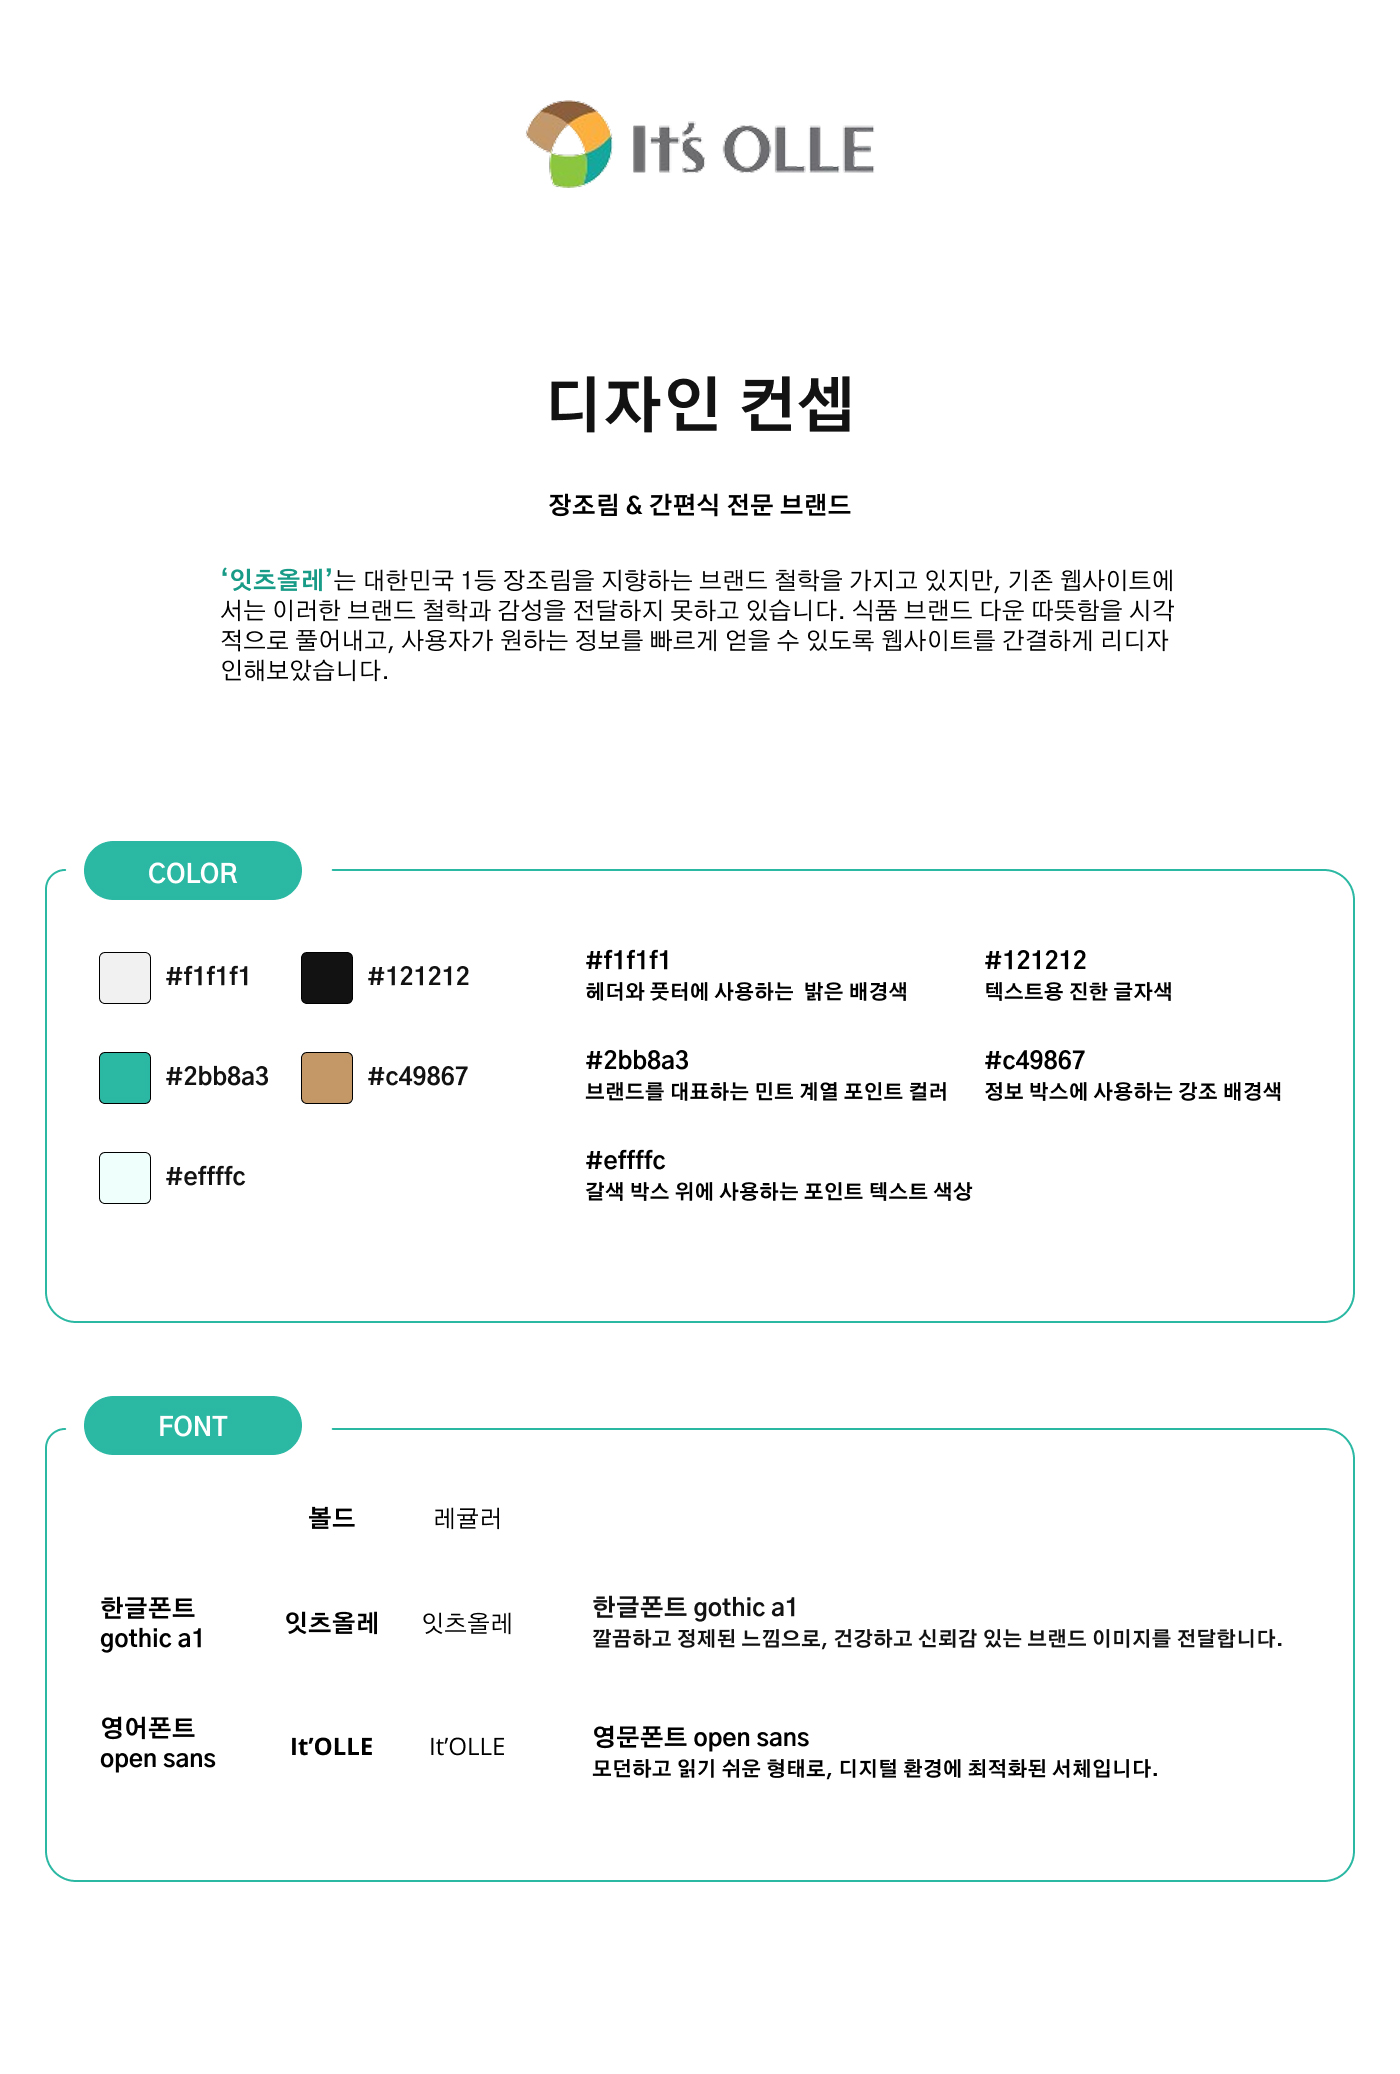 It's OLLE
디자인 컨셉
장조림 & 간편식 전문 브랜드
‘잇츠올레’는 대한민국 1등 장조림을 지향하는 브랜드 철학을 가지고 있지만, 기존 웹사이트에
서는 이러한 브랜드 철학과 감성을 전달하지 못하고 있습니다. 식품 브랜드 다운 따뜻함을 시각
적으로 풀어내고, 사용자가 원하는 정보를 빠르게 얻을 수 있도록 웹사이트를 간결하게 리디자
인해보았습니다.
COLOR
#f1f1f1
#121212
#2bb8a3
#c49867
#effffc
#f1f1f1
헤더와 풋터에 사용하는 밝은 배경색
#121212
텍스트용 진한 글자색
#2bb8a3
브랜드를 대표하는 민트 계열 포인트 컬러
#c49867
정보 박스에 사용하는 강조 배경색
#effffc
갈색 박스 위에 사용하는 포인트 텍스트 색상
FONT
볼드
레귤러
한글폰트
gothic a1
잇츠올레
잇츠올레
한글폰트 gothic a1
깔끔하고 정제된 느낌으로, 건강하고 신뢰감 있는 브랜드 이미지를 전달합니다.
영어폰트
open sans
It’OLLE
It’OLLE
영문폰트 open sans
모던하고 읽기 쉬운 형태로, 디지털 환경에 최적화된 서체입니다.